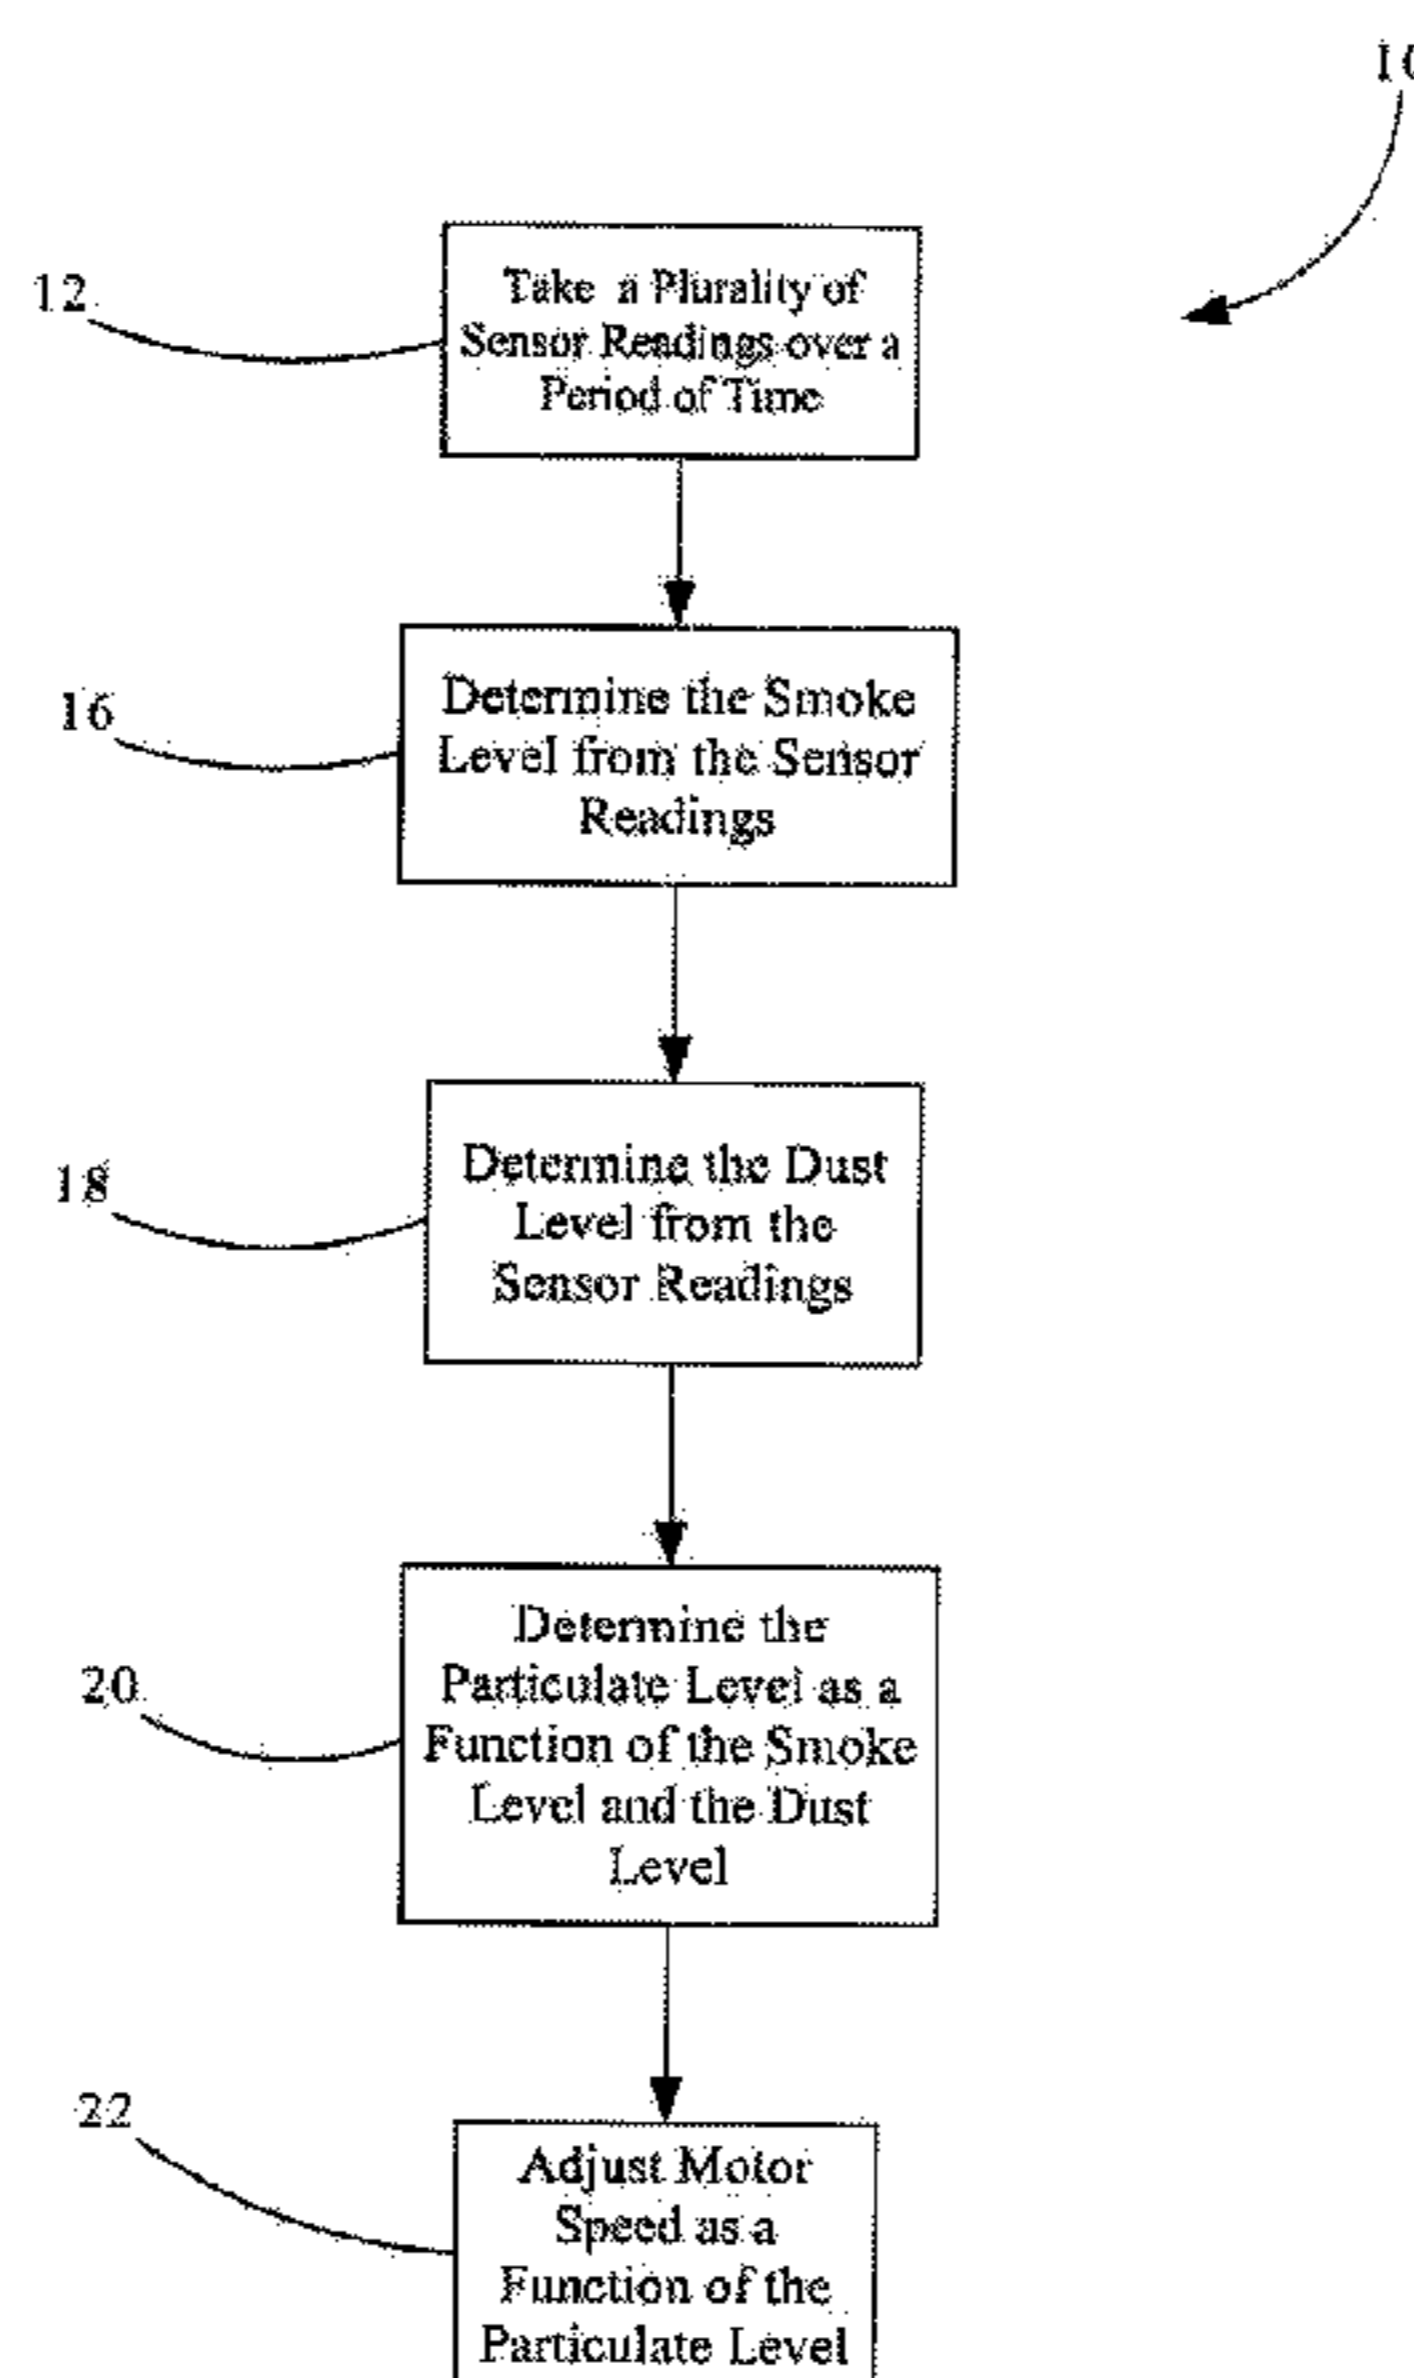 10
12
Take a Plurality of
Sensor Readings over a
Period of Time
16
Determine the Smoke
Level from the Sensor
Readings
18
Determine the Dust
Level from the
Sensor Readings
20
Determine the
Particulate Level as a
Function of the Smoke
Level and the Dust
Level
22
Adjust Motor
Speed as a
Function of the
Particulate Level